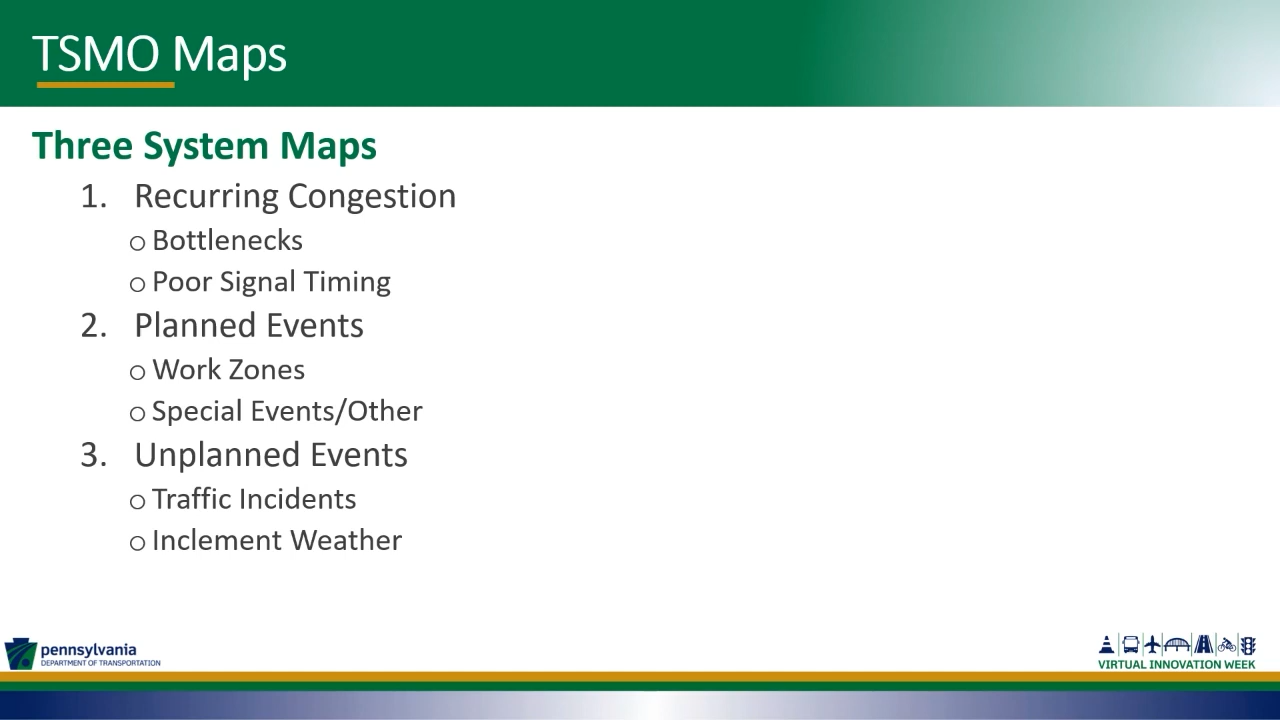 TSMO Maps
Three System Maps
1. Recurring Congestion
o Bottlenecks
o Poor Signal Timing
2. Planned Events
o Work Zones
o Special Events/Other
3. Unplanned Events
o Traffic Incidents
o Inclement Weather
pennsylvania
DEPARTMENT OF TRANSPORTATION
VIRTUAL INNOVATION WEEK